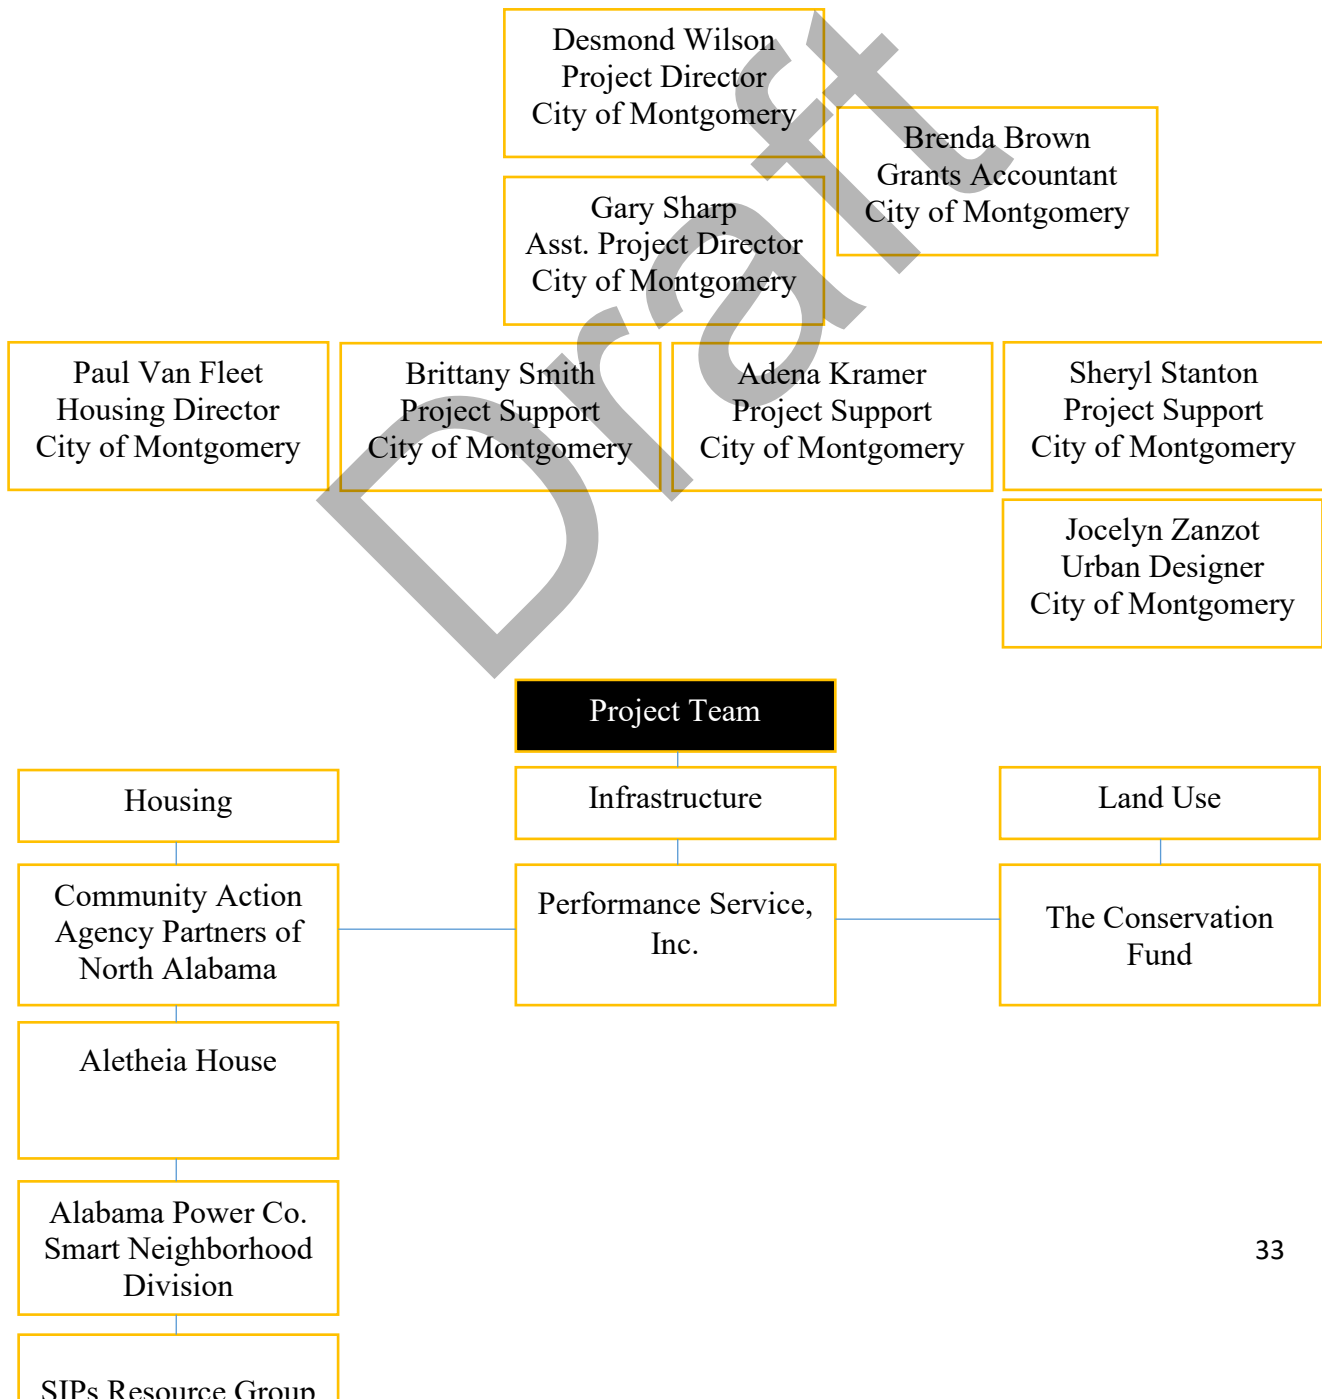 Desmond Wilson
Project Director
City of Montgomery
Brenda Brown
Grants Accountant
City of Montgomery
Gary Sharp
Asst. Project Director
City of Montgomery
Paul Van Fleet
Housing Director
City of Montgomery
Brittany Smith
Project Support
City of Montgomery
Adena Kramer
Project Support
City of Montgomery
Sheryl Stanton
Project Support
City of Montgomery
Jocelyn Zanzot
Urban Designer
City of Montgomery
Draft
Project Team
Housing
Infrastructure
Land Use
Community Action
Agency Partners of
North Alabama
Performance Service,
Inc.
The Conservation
Fund
Aletheia House
Alabama Power Co.
Smart Neighborhood
Division
33
SIPs Resource Group